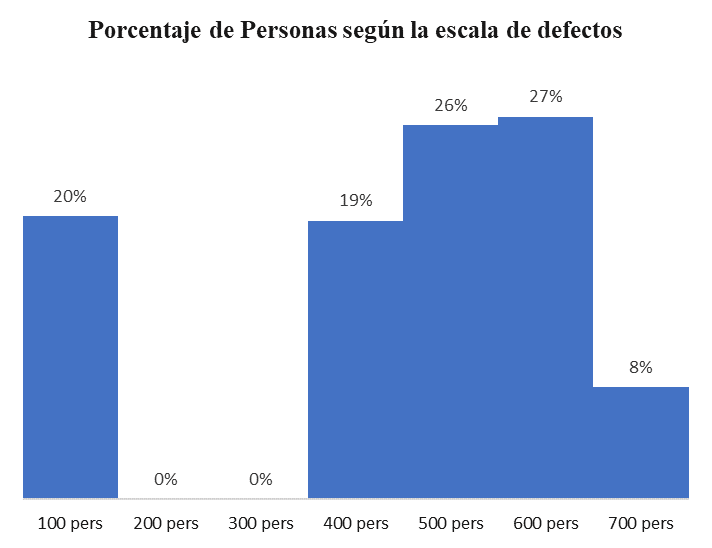 Porcentaje de Personas según la escala de defectos
27%
26%
20%
19%
8%
0%
0%
100 pers
200 pers
300 pers
400 pers
500 pers
600 pers
700 pers